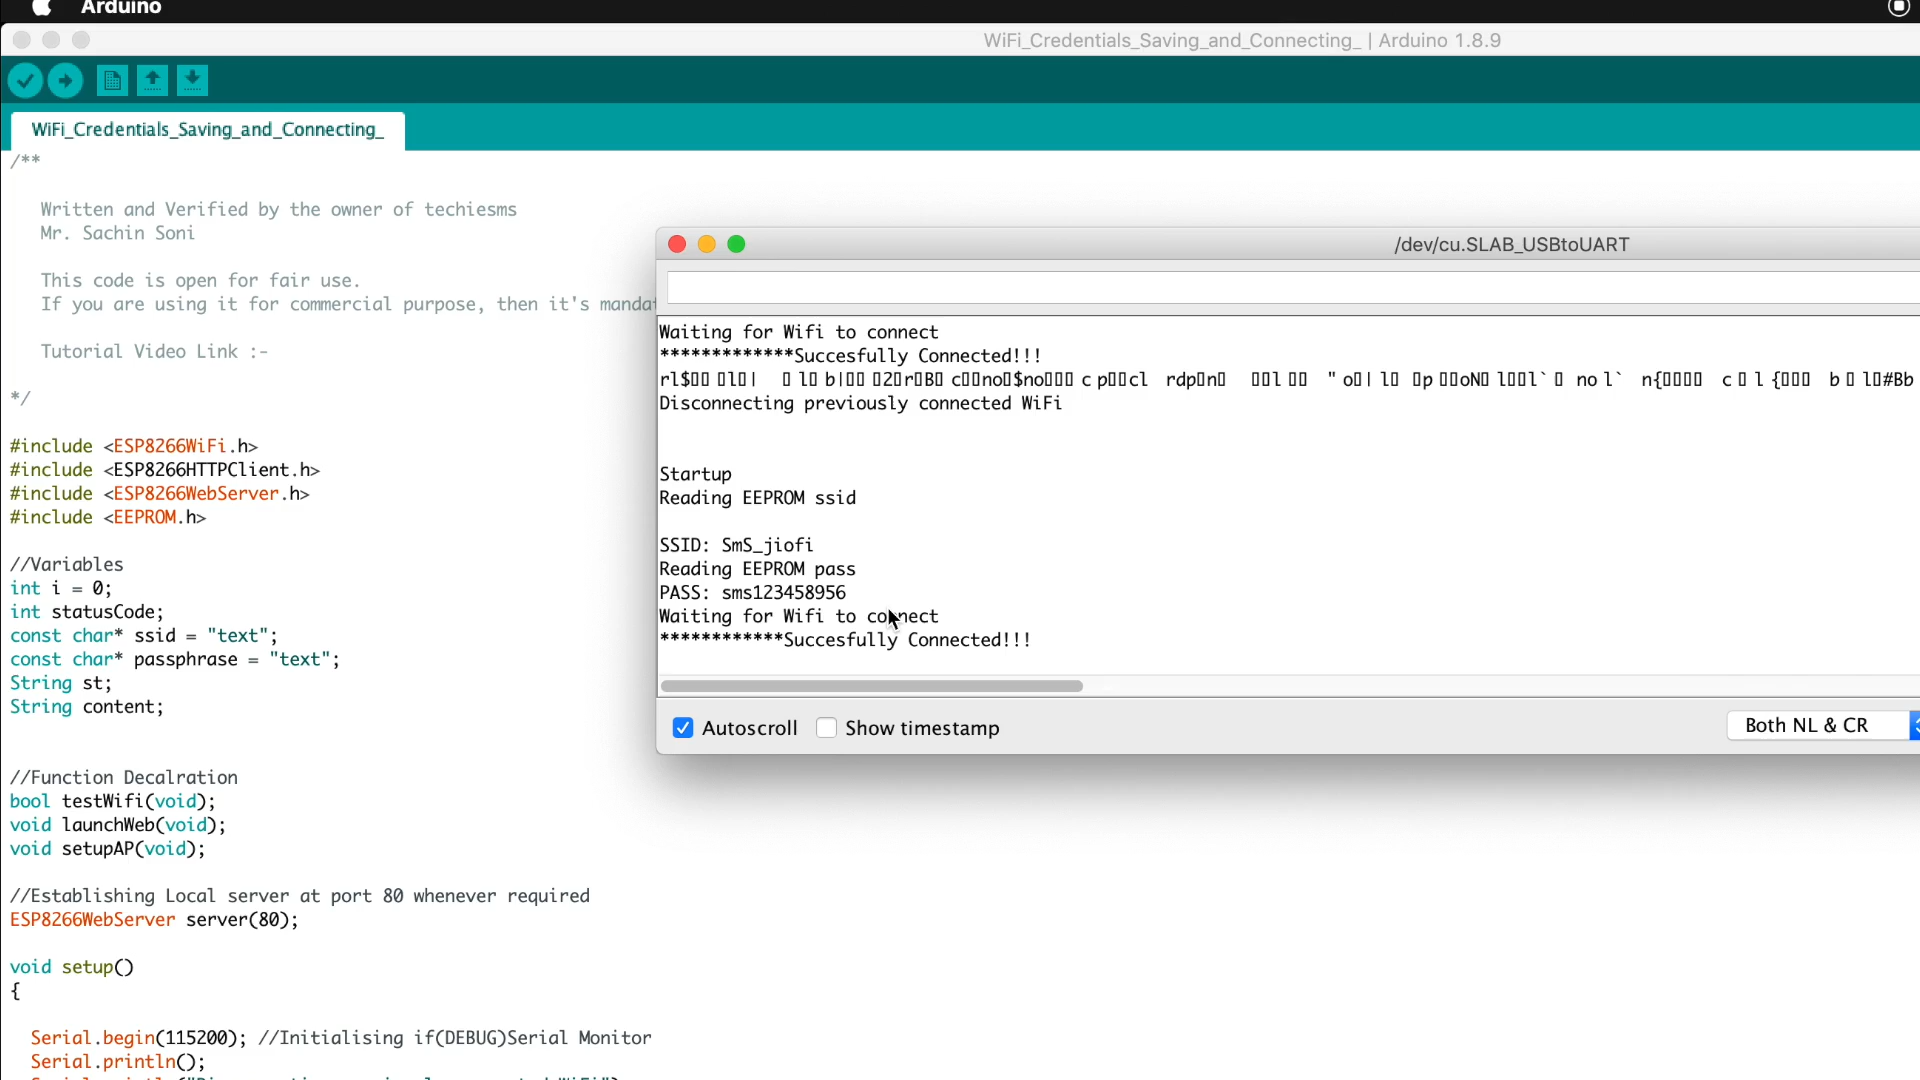 Arduino
WiFi_Credentials_Saving_and_Connecting_ | Arduino 1.8.9
WiFi_Credentials_Saving_and_Connecting_
/**
Written and Verified by the owner of techiesms
Mr. Sachin Soni
This code is open for fair use.
If you are using it for commercial purpose, then it's mandat
Tutorial Video Link :-
*/
#include <ESP8266WiFi.h>
#include <ESP8266HTTPClient.h>
#include <ESP8266WebServer.h>
#include <EEPROM.h>
//Variables
int i = 0;
int statusCode;
const char* ssid = "text";
const char* passphrase = "text";
String st;
String content;
//Function Decalration
bool testWifi(void);
void launchWeb(void);
void setupAP(void);
//Establishing Local server at port 80 whenever required
ESP8266WebServer server(80);
void setup()
{
Serial.begin(115200); //Initialising if(DEBUG)Serial Monitor
Serial.println();
/dev/cu.SLAB_USBtoUART
Waiting for Wifi to connect
*************Succesfully Connected!!!
Disconnecting previously connected WiFi
Startup
Reading EEPROM ssid
SSID: SmS_jiofi
Reading EEPROM pass
PASS: sms123458956
Waiting for Wifi to connect
************Succesfully Connected!!!
Autoscroll
Show timestamp
Both NL & CR